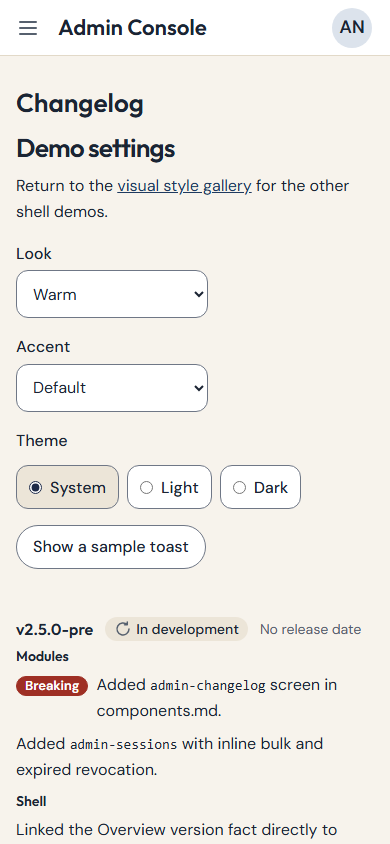 Admin Console
AN
Changelog
Demo settings
Return to the visual style gallery for the other
shell demos.
Look
Warm
Accent
Default
Theme
System
Light
Dark
Show a sample toast
v2.5.0-pre
In development
No release date
Modules
Breaking
Added admin-changelog screen in
components.md.
Added admin-sessions with inline bulk and
expired revocation.
Shell
Linked the Overview version fact directly to